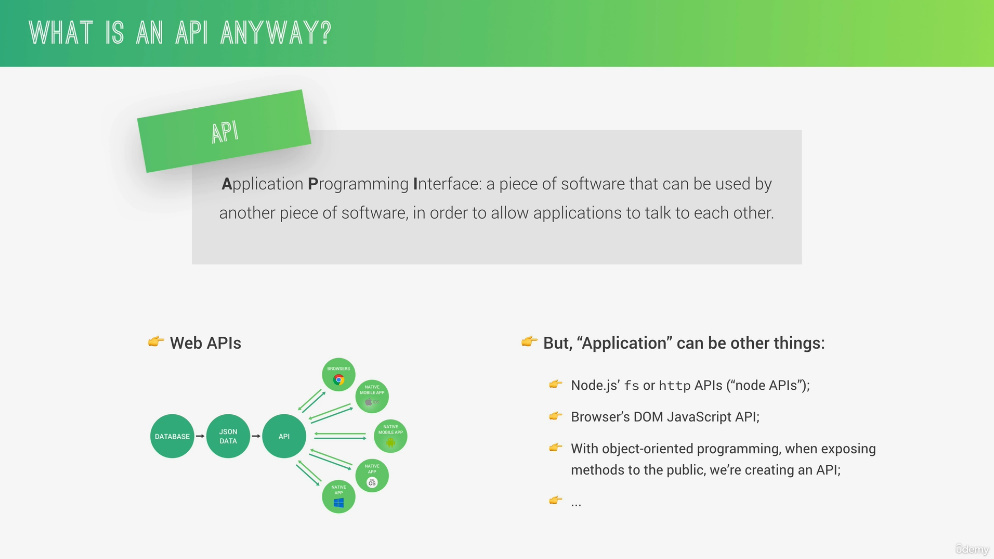 WHAT IS AN API ANYWAY?
API
Application Programming Interface: a piece of software that can be used by
another piece of software, in order to allow applications to talk to each other.
👉 Web APIs
DATABASE
JSON
DATA
API
BROWSERS
NATIVE
MOBILE APP
NATIVE
MOBILE APP
NATIVE
APP
NATIVE
APP
👉 But, “Application” can be other things:
👉 Node.js’ fs or http APIs (“node APIs”);
👉 Browser’s DOM JavaScript API;
👉 With object-oriented programming, when exposing
methods to the public, we’re creating an API;
👉 ...
ûdemy